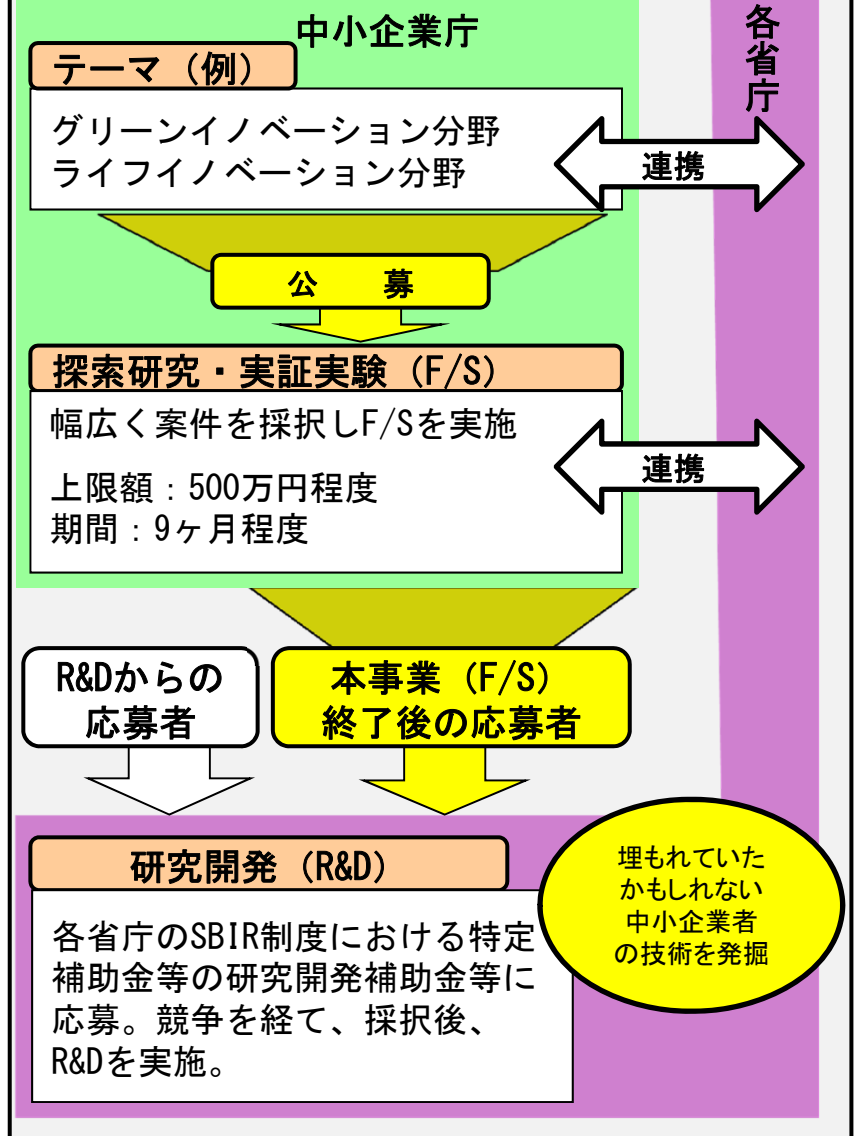 中小企業庁
各省庁
テーマ（例）
グリーンイノベーション分野
ライフイノベーション分野
連携
公　募
探索研究・実証実験（F/S）
幅広く案件を採択しF/Sを実施
上限額：500万円程度
期間：9ヶ月程度
連携
R&Dからの
応募者
本事業（F/S）
終了後の応募者
研究開発（R&D）
各省庁のSBIR制度における特定
補助金等の研究開発補助金等に
応募。競争を経て、採択後、
R&Dを実施。
埋もれていた
かもしれない
中小企業者
の技術を発掘